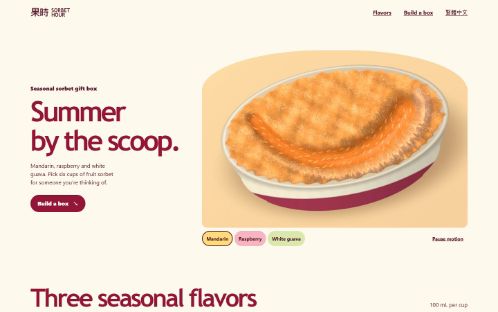 果時 SORBET HOUR
Flavors
Build a box
繁體中文
Seasonal sorbet gift box
Summer
by the scoop.
Mandarin, raspberry and white
guava. Pick six cups of fruit sorbet
for someone you're thinking of.
Build a box
Mandarin
Raspberry
White guava
Pause motion
Three seasonal flavors
100 mL per cup